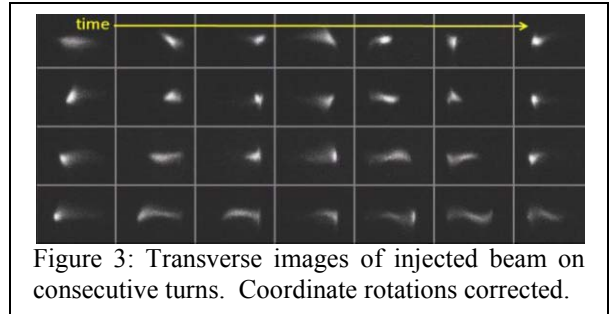 time
Figure 3: Transverse images of injected beam on
consecutive turns.  Coordinate rotations corrected.